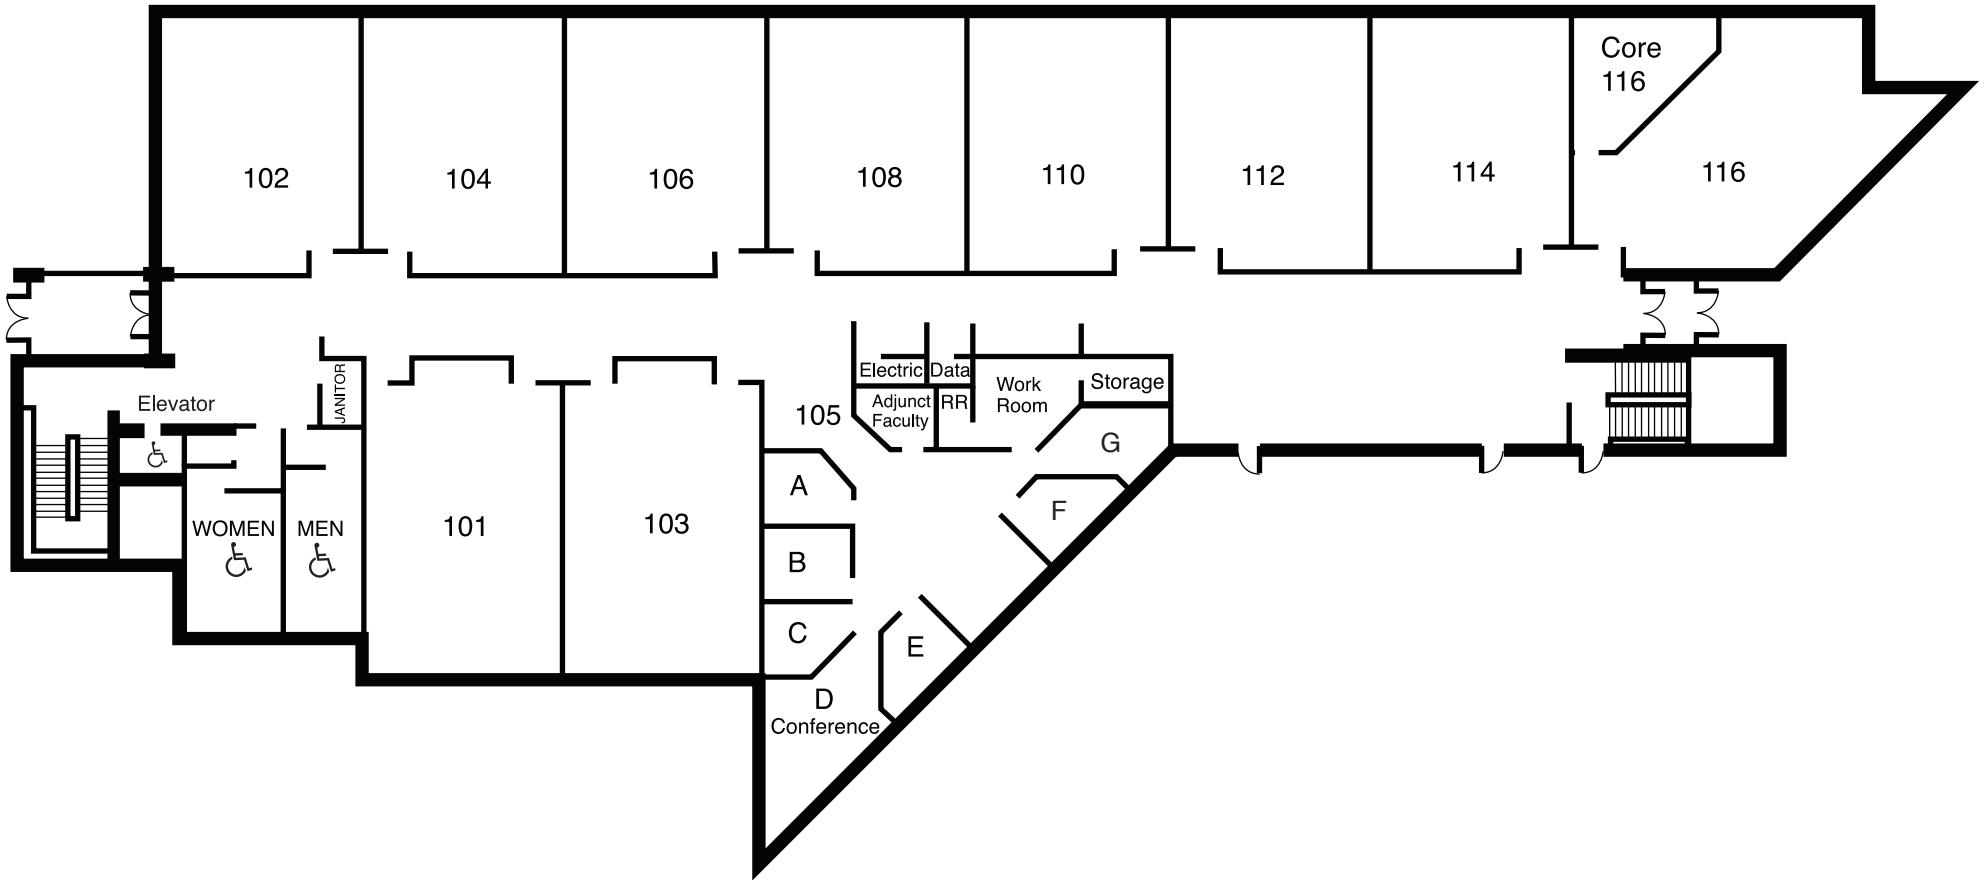 Core
116
102
104
106
108
110
112
114
116
Elevator
JANITOR
Electric
Data
Work
Room
Storage
Adjunct
Faculty
RR
105
G
A
F
WOMEN
MEN
101
103
B
C
E
D
Conference